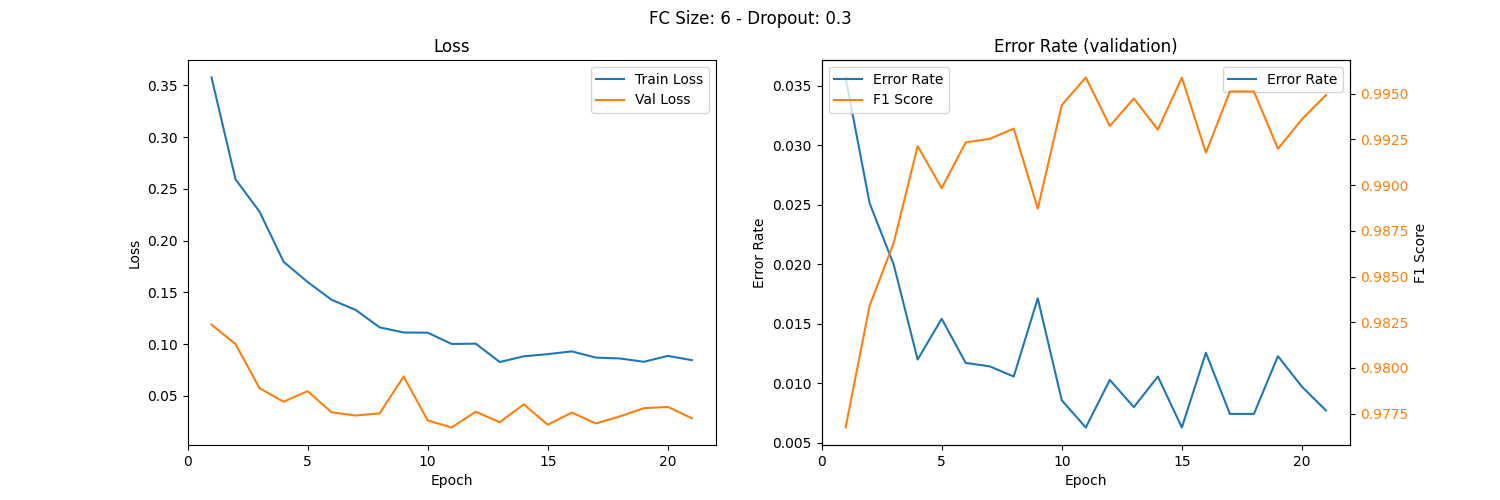 FC Size: 6 - Dropout: 0.3
Loss
Train Loss
Val Loss
0.35
0.30
0.25
0.20
0.15
0.10
0.05
Loss
0
5
10
15
20
Epoch
Error Rate (validation)
Error Rate
F1 Score
Error Rate
0.035
0.030
0.025
0.020
0.015
0.010
0.005
Error Rate
0.9950
0.9925
0.9900
0.9875
0.9850
0.9825
0.9800
0.9775
F1 Score
0
5
10
15
20
Epoch